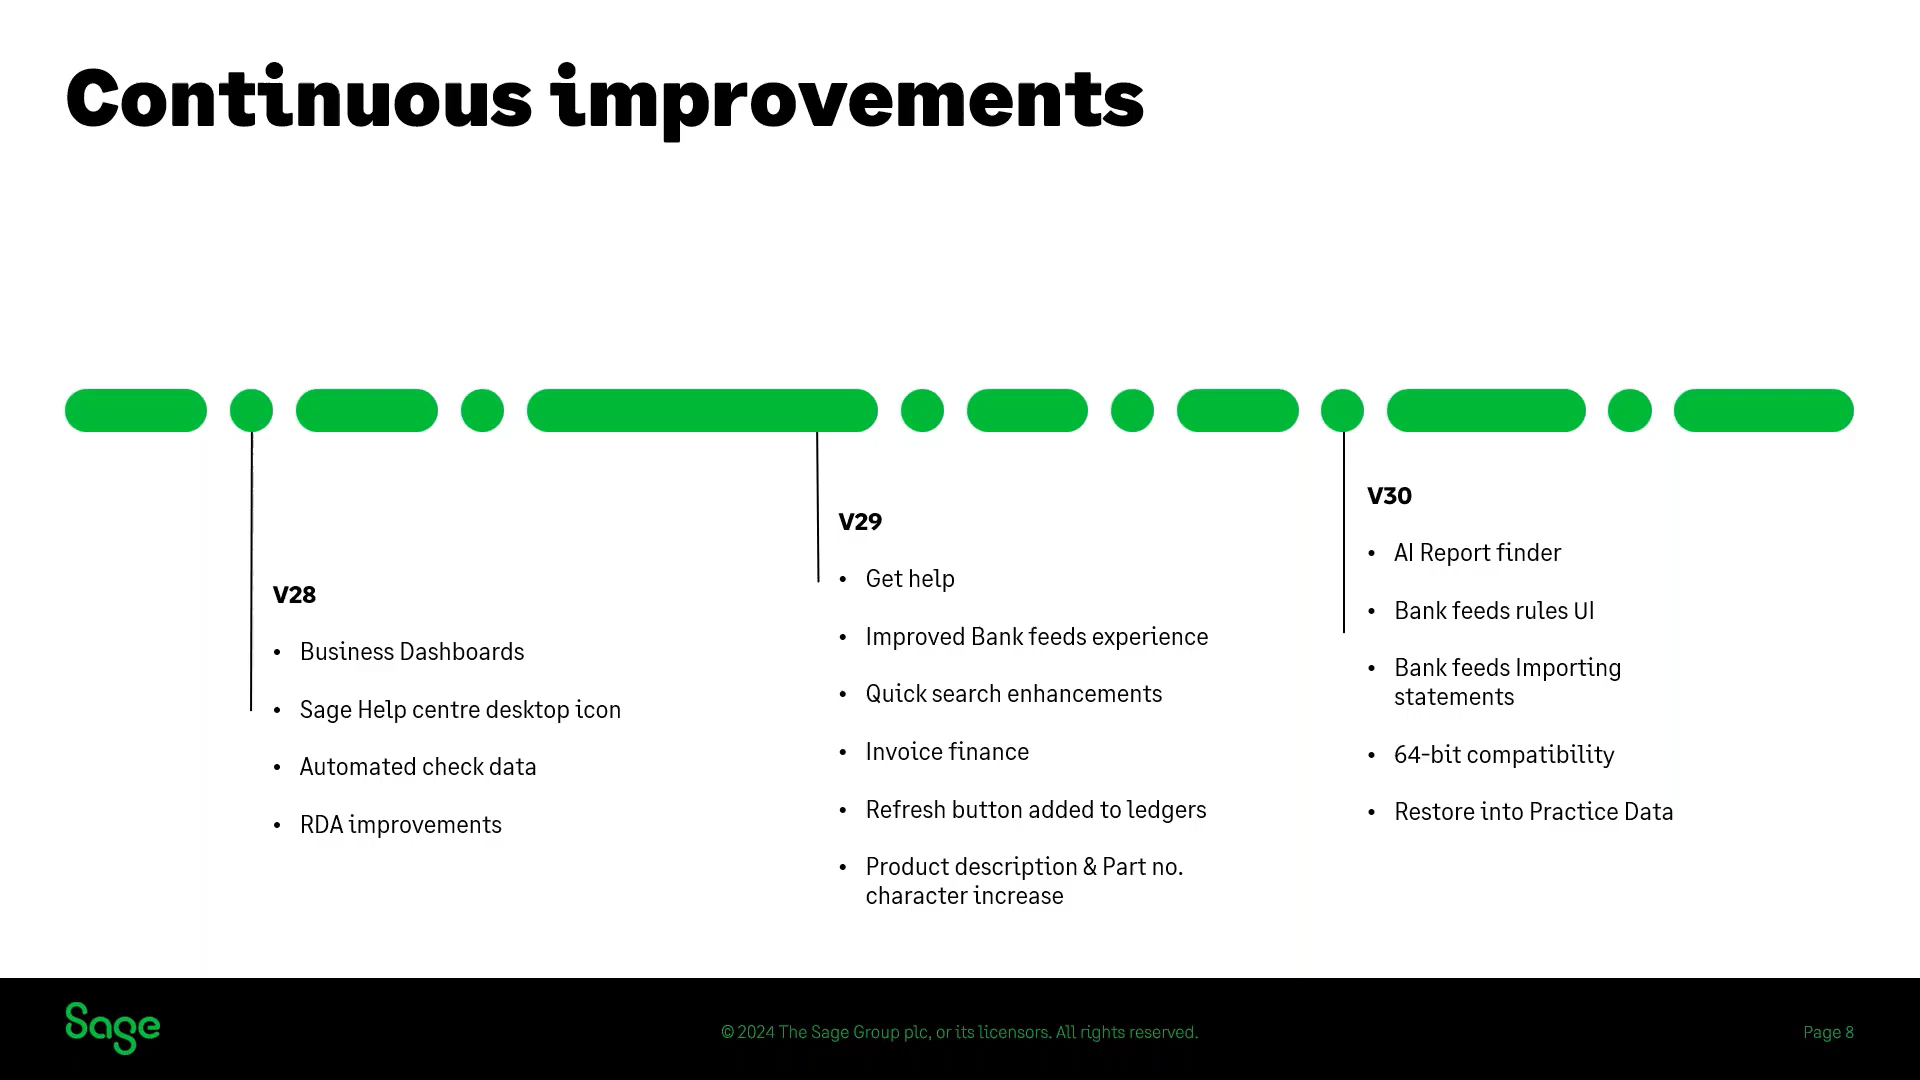 Continuous improvements
V28
• Business Dashboards
• Sage Help centre desktop icon
• Automated check data
• RDA improvements
V29
• Get help
• Improved Bank feeds experience
• Quick search enhancements
• Invoice finance
• Refresh button added to ledgers
• Product description & Part no.
character increase
V30
• AI Report finder
• Bank feeds rules UI
• Bank feeds Importing
statements
• 64-bit compatibility
• Restore into Practice Data
Sage
© 2024 The Sage Group plc, or its licensors. All rights reserved.
Page 8